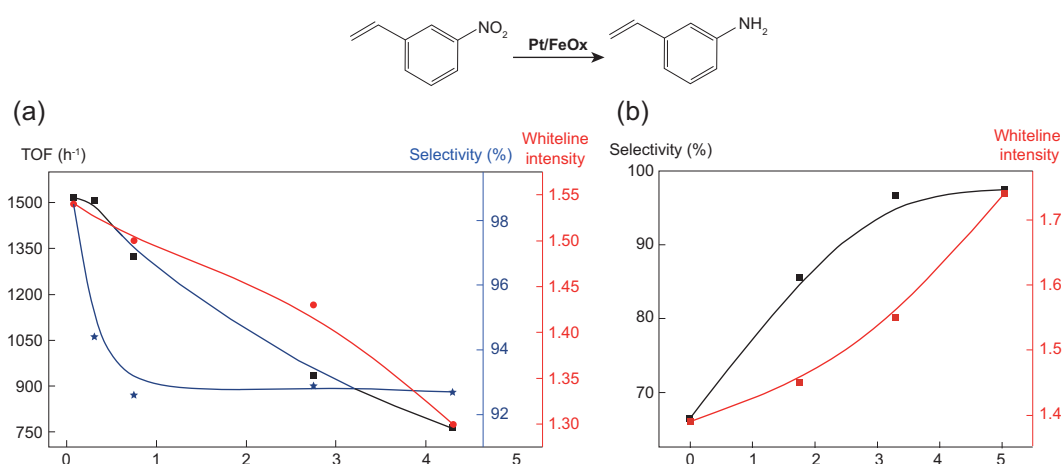 NO₂
Pt/FeOx
NH₂
(a)
TOF (h⁻¹)
Selectivity (%)
Whiteline
intensity
1500
1350
1200
1050
900
750
98
96
94
92
1.55
1.50
1.45
1.40
1.35
1.30
0 1 2 3 4 5
(b)
Selectivity (%)
Whiteline
intensity
100
90
80
70
1.7
1.6
1.5
1.4
0 1 2 3 4 5